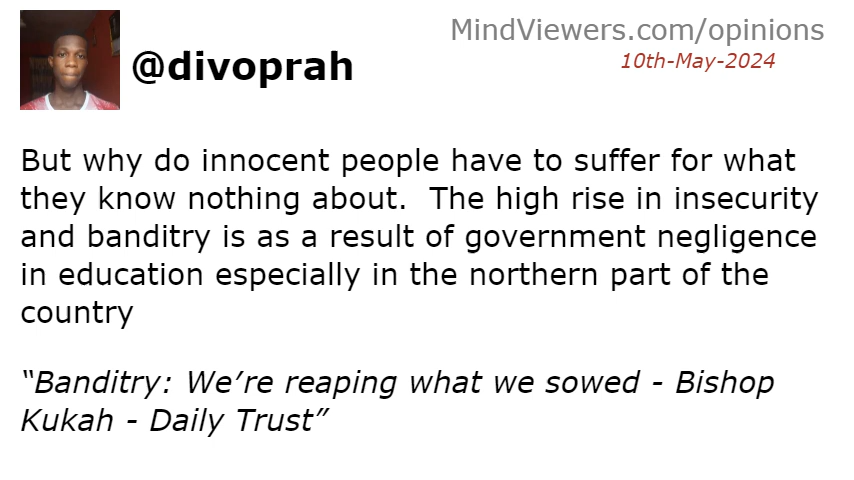 MindViewers.com/opinions
@divoprah
10th-May-2024
But why do innocent people have to suffer for what
they know nothing about.  The high rise in insecurity
and banditry is as a result of government negligence
in education especially in the northern part of the
country
“Banditry: We’re reaping what we sowed - Bishop
Kukah - Daily Trust”